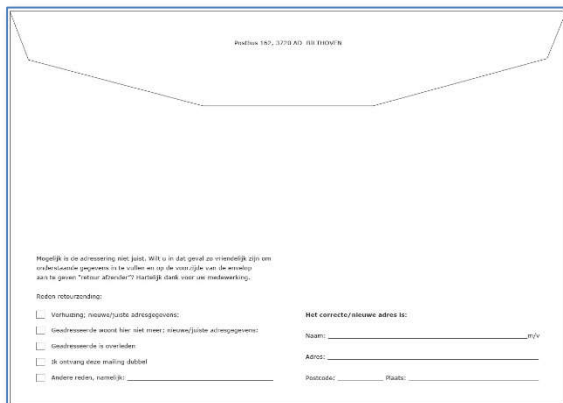 Postbus 162, 3720 AD BILTHOVEN
Mogelijk is de adressering niet juist. Wilt u in dat geval zo vriendelijk zijn om
onderstaande gegevens in te vullen en op de voorzijde van de envelop
aan te geven "retour afzender"? Hartelijk dank voor uw medewerking.
Reden retourzending:
Verhuizing; nieuwe/juiste adresgegevens:
Geadresseerde woont hier niet meer; nieuwe/juiste adresgegevens:
Geadresseerde is overleden
Ik ontvang deze mailing dubbel
Andere reden, namelijk:
Het correcte/nieuwe adres is:
Naam: m/v
Adres:
Postcode: Plaats: